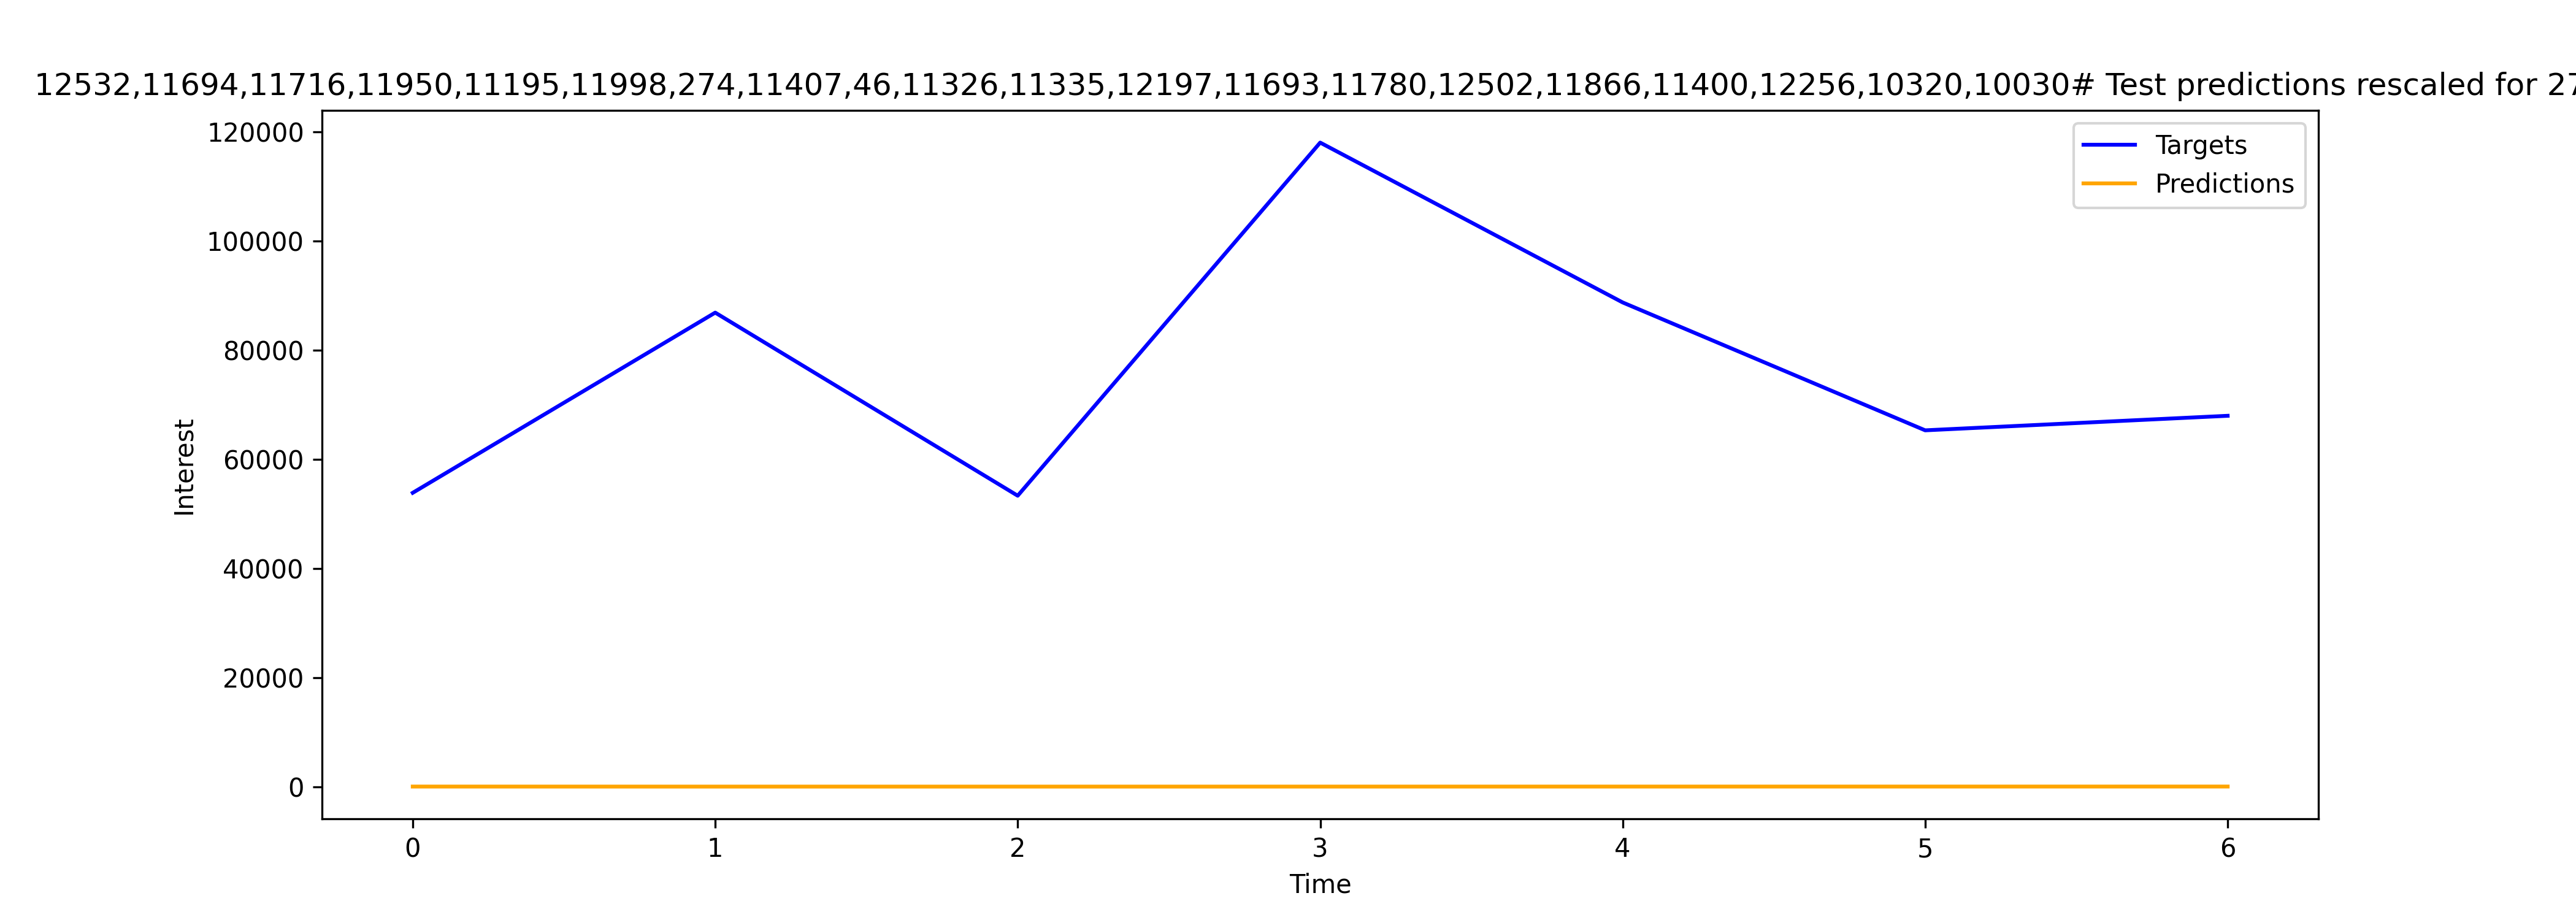 12532,11694,11716,11950,11195,11998,274,11407,46,11326,11335,12197,11693,11780,12502,11866,11400,12256,10320,10030# Test predictions rescaled for 27
120000
100000
80000
60000
40000
20000
0
Interest
Targets
Predictions
0 1 2 3 4 5 6
Time